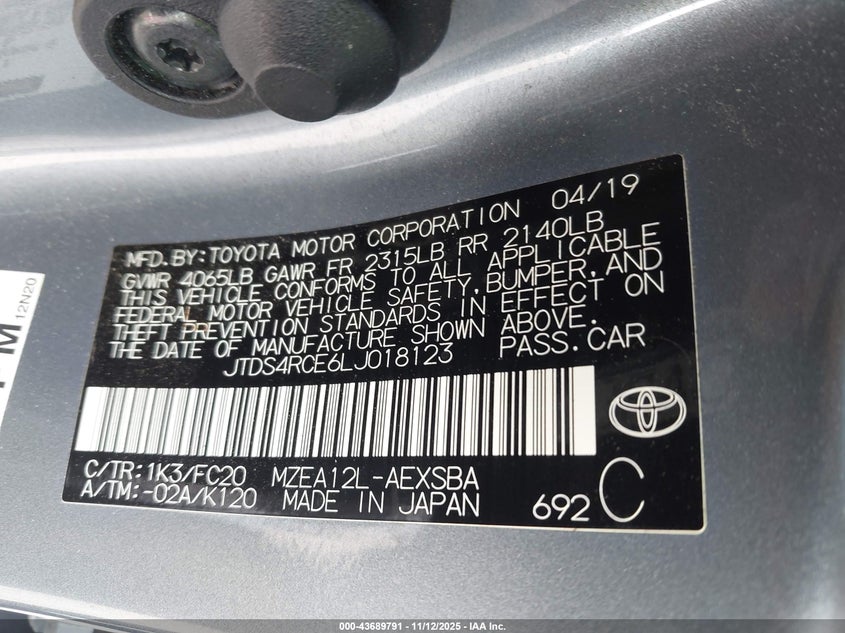 MFD. BY: TOYOTA MOTOR CORPORATION 04/19
GVWR 4065LB GAWR FR 2315LB RR 2140LB
THIS VEHICLE CONFORMS TO ALL APPLICABLE
FEDERAL MOTOR VEHICLE SAFETY, BUMPER, AND
THEFT PREVENTION STANDARDS IN EFFECT ON
THE DATE OF MANUFACTURE SHOWN ABOVE.
JTDS4RCE6LJ018123 PASS. CAR
C/TR: 1K3/FC20 MZEA12L-AEXSBA
A/TM: -02A/K120 MADE IN JAPAN
692 C
12N20
000-43689791 - 11/12/2025 - IAA Inc.